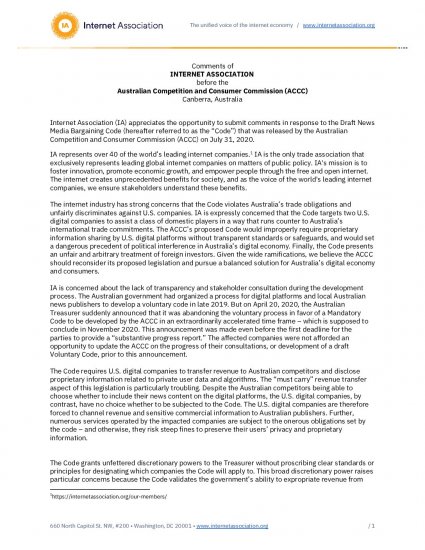 IA Internet Association
The unified voice of the internet economy / www.internetassociation.org
Comments of
INTERNET ASSOCIATION
before the
Australian Competition and Consumer Commission (ACCC)
Canberra, Australia
Internet Association (IA) appreciates the opportunity to submit comments in response to the Draft News
Media Bargaining Code (hereafter referred to as the “Code”) that was released by the Australian
Competition and Consumer Commission (ACCC) on July 31, 2020.
IA represents over 40 of the world’s leading internet companies.1 IA is the only trade association that
exclusively represents leading global internet companies on matters of public policy. IA’s mission is to
foster innovation, promote economic growth, and empower people through the free and open internet.
The internet creates unprecedented benefits for society, and as the voice of the world’s leading internet
companies, we ensure stakeholders understand these benefits.
The internet industry has strong concerns that the Code violates Australia’s trade obligations and
unfairly discriminates against U.S. companies. IA is expressly concerned that the Code targets two U.S.
digital companies to assist a class of domestic players in a way that runs counter to Australia’s
international trade commitments. The ACCC’s proposed Code would improperly require proprietary
information sharing by U.S. digital platforms without transparent standards or safeguards, and would set
a dangerous precedent of political interference in Australia’s digital economy. Finally, the Code presents
an unfair and arbitrary treatment of foreign investors. Given the wide ramifications, we believe the ACCC
should reconsider its proposed legislation and pursue a balanced solution for Australia’s digital economy
and consumers.
IA is concerned about the lack of transparency and stakeholder consultation during the development
process. The Australian government had organized a process for digital platforms and local Australian
news publishers to develop a voluntary code in late 2019. But on April 20, 2020, the Australian
Treasurer suddenly announced that it was abandoning the voluntary process in favor of a Mandatory
Code to be developed by the ACCC in an extraordinarily accelerated time frame – which is supposed to
conclude in November 2020. This announcement was made even before the first deadline for the
parties to provide a “substantive progress report.” The affected companies were not afforded an
opportunity to update the ACCC on the progress of their consultations, or development of a draft
Voluntary Code, prior to this announcement.
The Code requires U.S. digital companies to transfer revenue to Australian competitors and disclose
proprietary information related to private user data and algorithms. The “must carry” revenue transfer
aspect of this legislation is particularly troubling. Despite the Australian competitors being able to
choose whether to include their news content on the digital platforms, the U.S. digital companies, by
contrast, have no choice whether to be subjected to the Code. The U.S. digital companies are therefore
forced to channel revenue and sensitive commercial information to Australian publishers. Further,
numerous services operated by the impacted companies are subject to the onerous obligations set by
the code – and otherwise, they risk steep fines to preserve their users’ privacy and proprietary
information.
The Code grants unfettered discretionary powers to the Treasurer without proscribing clear standards or
principles for designating which companies the Code will apply to. This broad discretionary power raises
particular concerns because the Code validates the government’s ability to expropriate revenue from
1https://internetassociation.org/our-members/
660 North Capitol St. NW, #200 • Washington, DC 20001 • www.internetassociation.org
/ 1